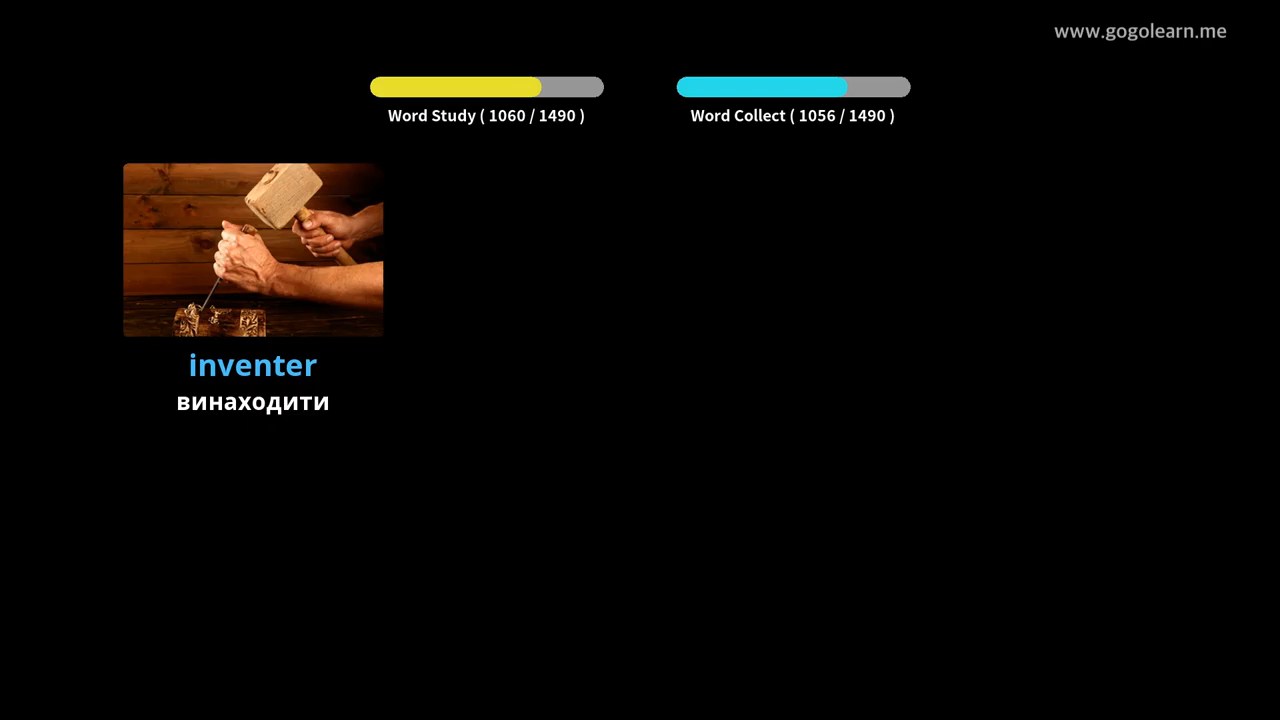 www.gogolearn.me
Word Study ( 1060 / 1490 )
Word Collect ( 1056 / 1490 )
inventer
винаходити